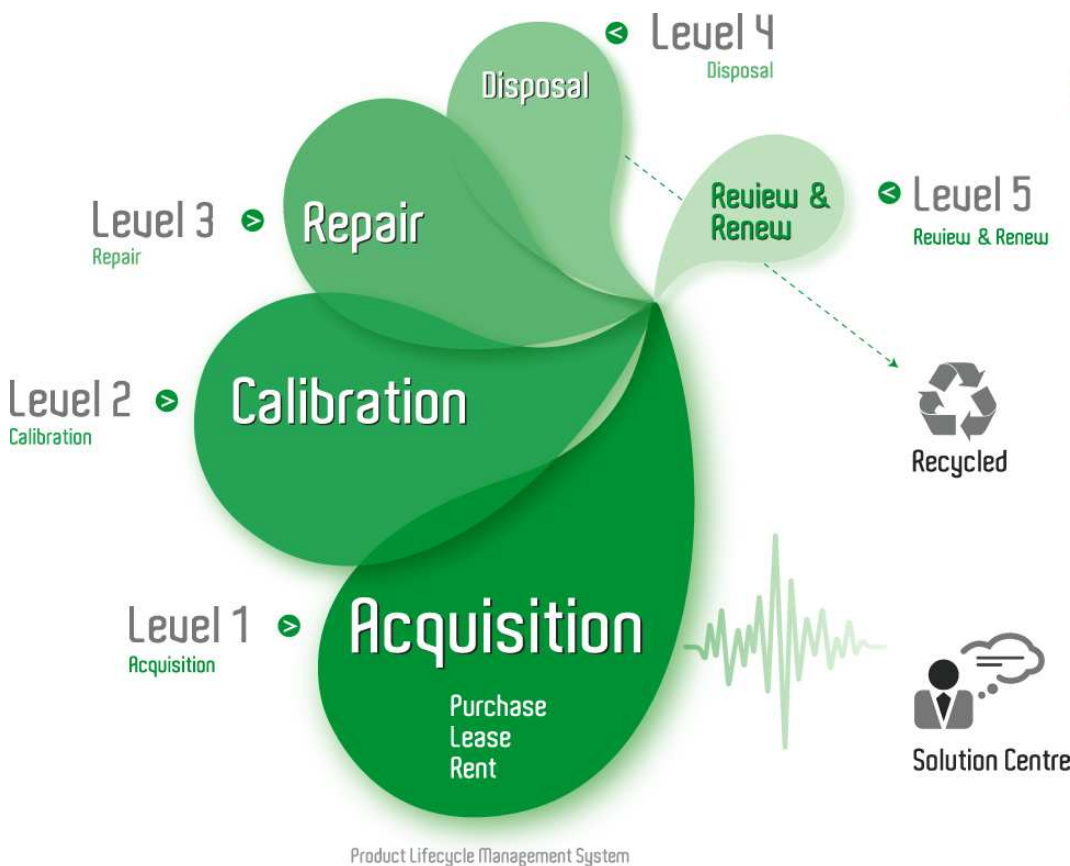 Level 4
Disposal
Disposal
Level 3
Repair
Repair
Review &
Renew
Level 5
Review & Renew
Level 2
Calibration
Calibration
Recycled
Level 1
Acquisition
Acquisition
Purchase
Lease
Rent
Solution Centre
Product Lifecycle Management System